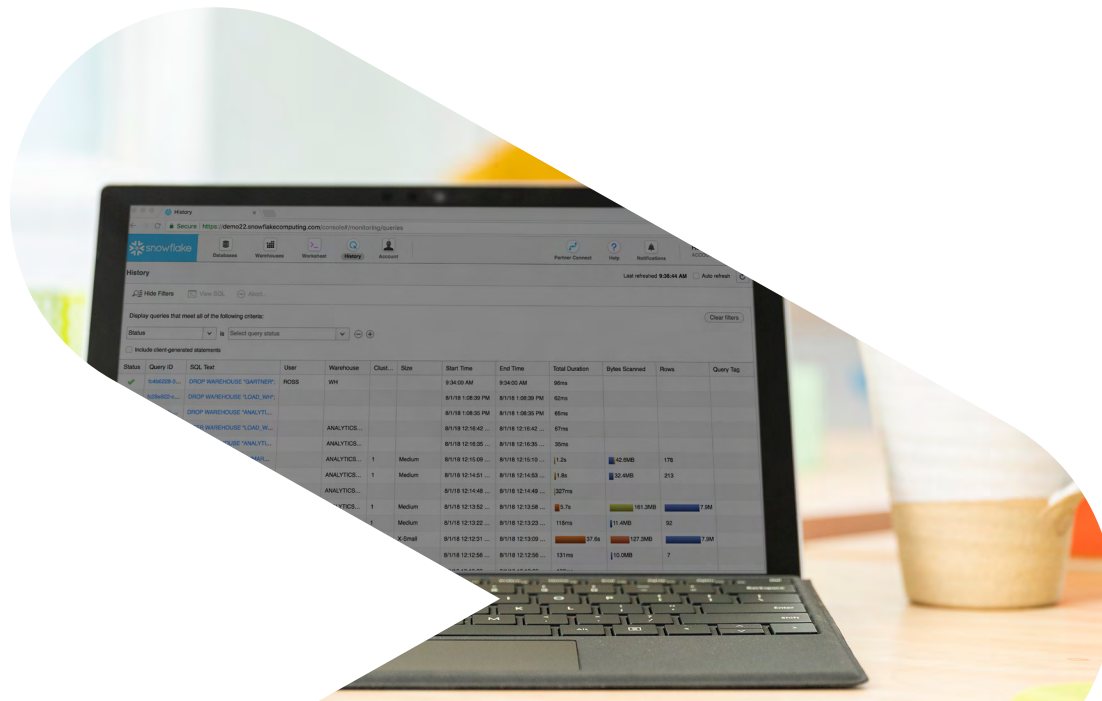 History
Secure https://demo22.snowflakecomputing.com/console#/monitoring/queries
snowflake Databases Warehouses Worksheet History Account Partner Connect Help Notifications
History Last refreshed 9:36:44 AM Auto refresh
Hide Filters View SQL Abort...
Display queries that meet all of the following criteria: Clear filters
Status is Select query status
Include client-generated statements
Status Query ID SQL Text User Warehouse Clust... Size Start Time End Time Total Duration Bytes Scanned Rows Query Tag
DROP WAREHOUSE "GARTNER"; ROSS WH 9:34:00 AM 9:34:00 AM 96ms
DROP WAREHOUSE "LOAD_WH"; 8/1/18 1:08:39 PM 8/1/18 1:08:39 PM 62ms
DROP WAREHOUSE "ANALYTI... 8/1/18 1:08:35 PM 8/1/18 1:08:35 PM 65ms
WAREHOUSE "LOAD_W... ANALYTICS... 8/1/18 12:16:42 ... 8/1/18 12:16:42 ... 67ms
"ANALYTI... ANALYTICS... 8/1/18 12:16:35 ... 8/1/18 12:16:35 ... 35ms
ANALYTICS... 1 Medium 8/1/18 12:15:09 ... 8/1/18 12:15:10 ... 1.2s 42.6MB 176
ANALYTICS... 1 Medium 8/1/18 12:14:51 ... 8/1/18 12:14:53 ... 1.8s 32.4MB 213
ANALYTICS... 8/1/18 12:14:48 ... 8/1/18 12:14:49 ... 327ms
1 Medium 8/1/18 12:13:52 ... 8/1/18 12:13:58 ... 5.7s 161.3MB 7.9M
Medium 8/1/18 12:13:22 ... 8/1/18 12:13:23 ... 118ms 11.4MB 92
X-Small 8/1/18 12:12:31 ... 8/1/18 12:13:09 ... 37.6s 127.3MB 7.9M
8/1/18 12:12:56 ... 8/1/18 12:12:56 ... 131ms 10.0MB 7
Backspace
I O P
K L Enter
M Shift
Alt